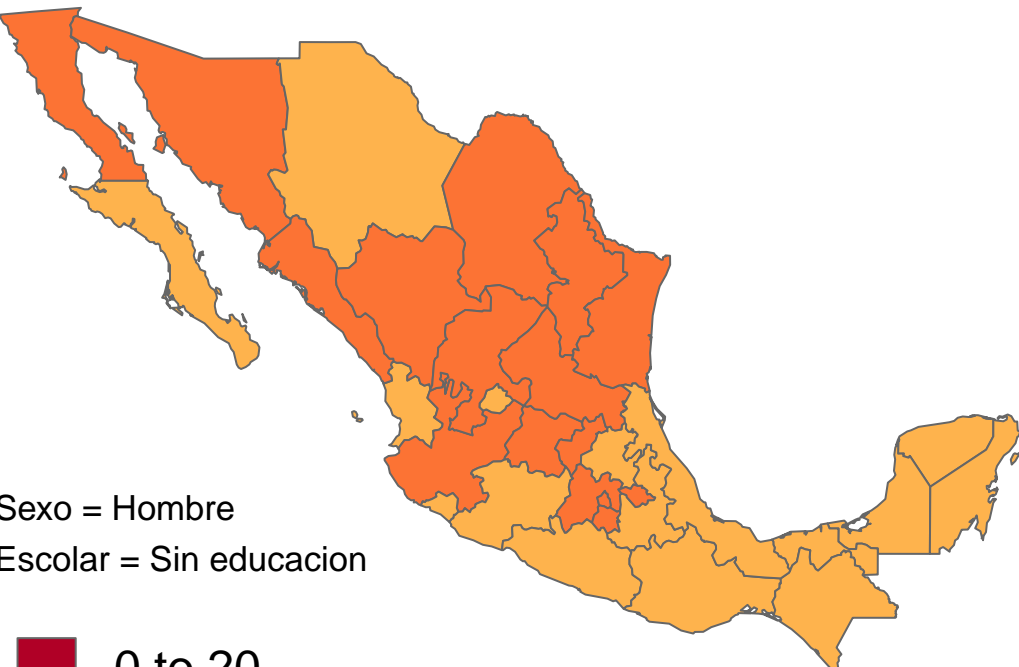 Sexo = Hombre
Escolar = Sin educacion
0 to 20